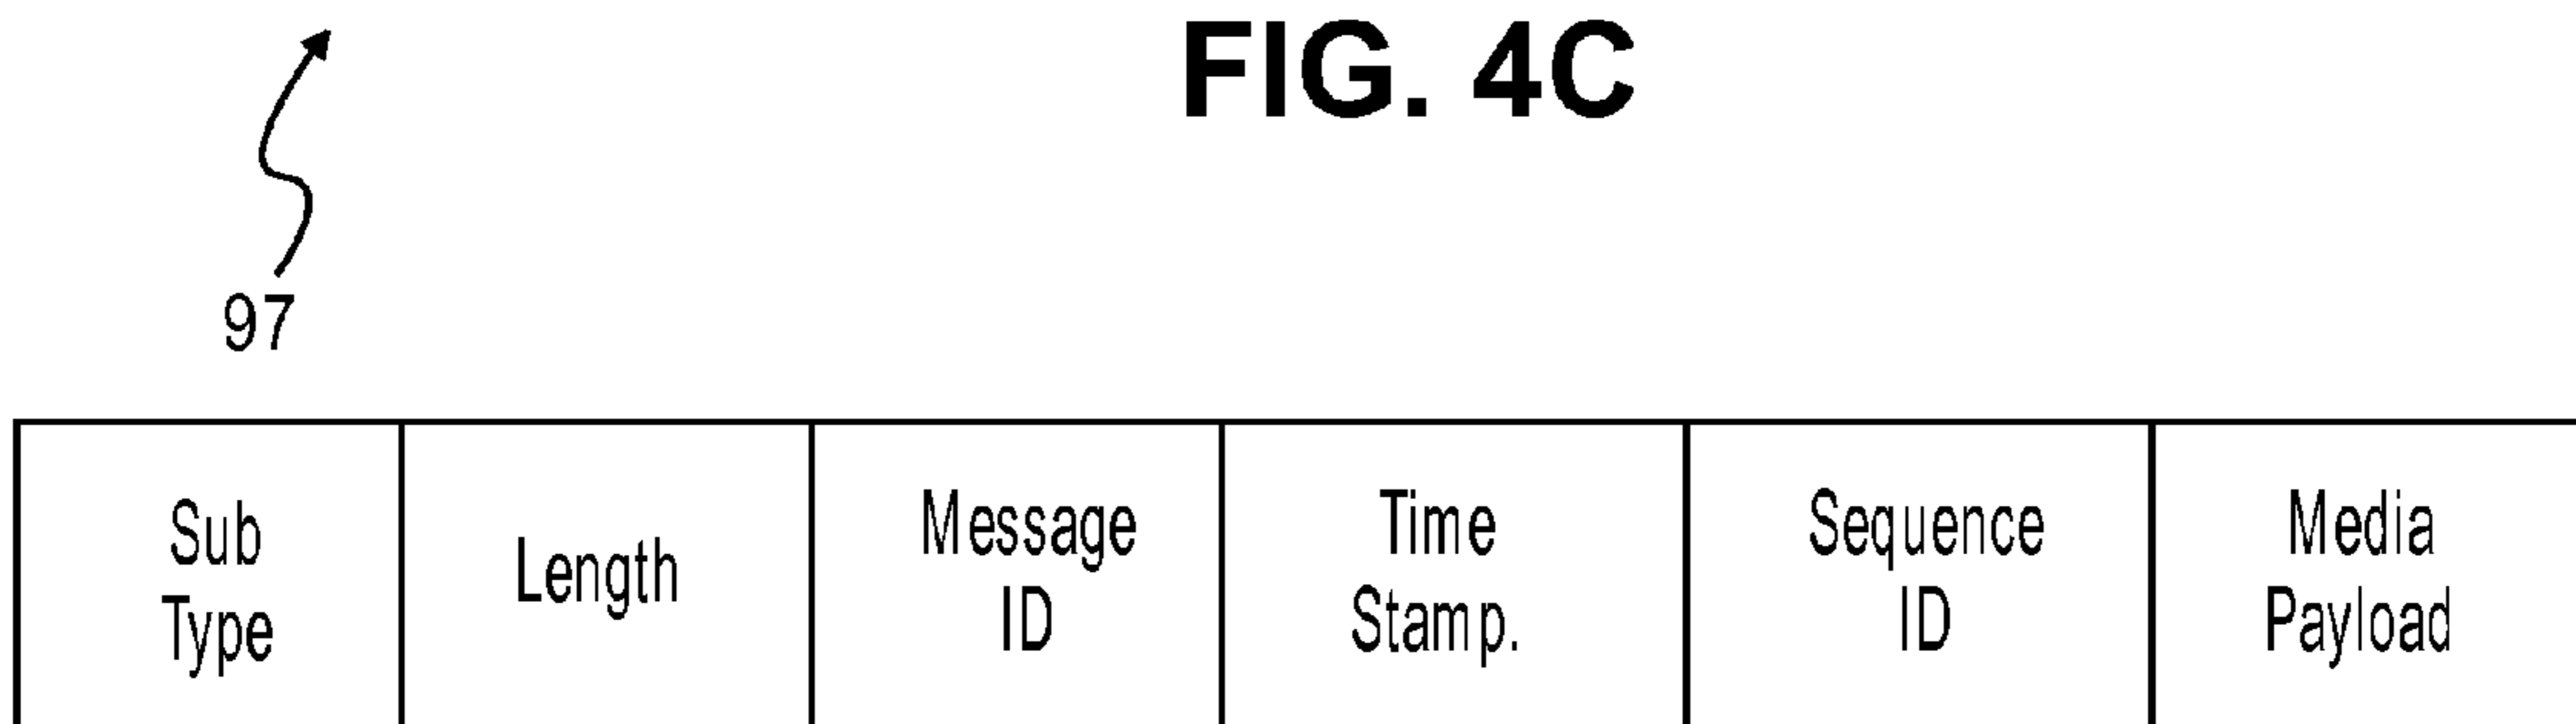 FIG. 4C
97
Sub
Type
Length
Message
ID
Time
Stamp.
Sequence
ID
Media
Payload